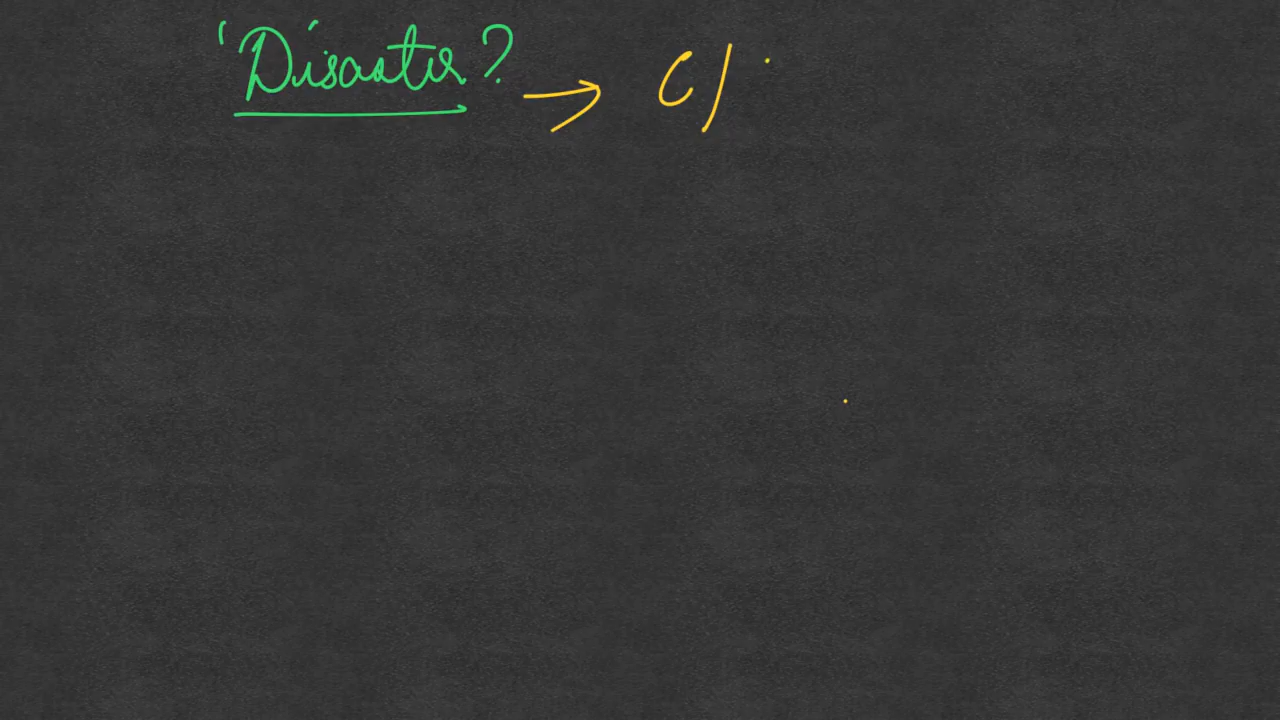 'Disaster? → C/